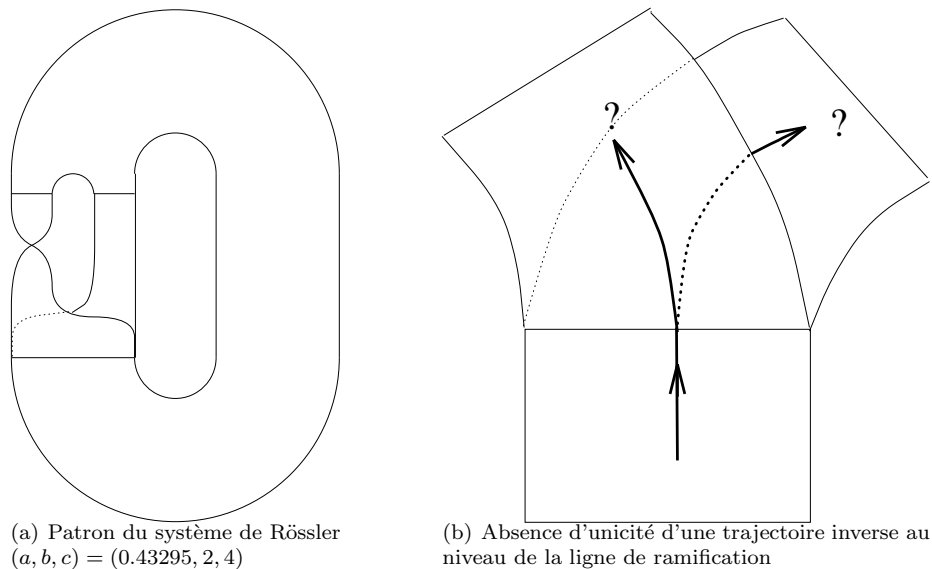 ?
?
(a) Patron du système de Rössler
(a, b, c) = (0.43295, 2, 4)
(b) Absence d'unicité d'une trajectoire inverse au
niveau de la ligne de ramification